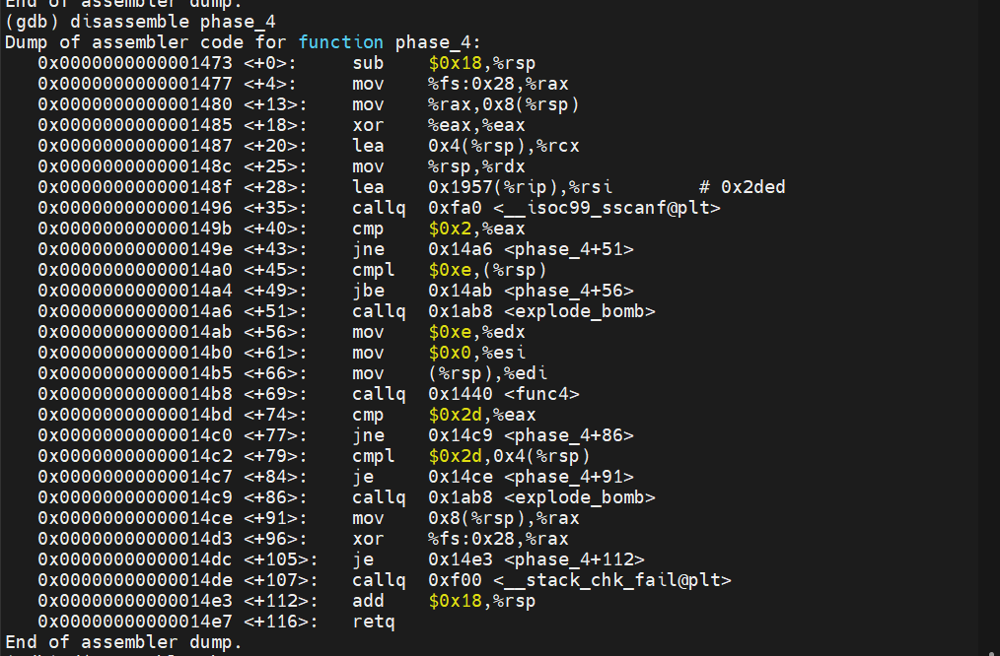 End of assembler dump.
(gdb) disassemble phase_4
Dump of assembler code for function phase_4:
   0x0000000000001473 <+0>:     sub    $0x18,%rsp
   0x0000000000001477 <+4>:     mov    %fs:0x28,%rax
   0x0000000000001480 <+13>:    mov    %rax,0x8(%rsp)
   0x0000000000001485 <+18>:    xor    %eax,%eax
   0x0000000000001487 <+20>:    lea    0x4(%rsp),%rcx
   0x000000000000148c <+25>:    mov    %rsp,%rdx
   0x000000000000148f <+28>:    lea    0x1957(%rip),%rsi        # 0x2ded
   0x0000000000001496 <+35>:    callq  0xfa0 <__isoc99_sscanf@plt>
   0x000000000000149b <+40>:    cmp    $0x2,%eax
   0x000000000000149e <+43>:    jne    0x14a6 <phase_4+51>
   0x00000000000014a0 <+45>:    cmpl   $0xe,(%rsp)
   0x00000000000014a4 <+49>:    jbe    0x14ab <phase_4+56>
   0x00000000000014a6 <+51>:    callq  0x1ab8 <explode_bomb>
   0x00000000000014ab <+56>:    mov    $0xe,%edx
   0x00000000000014b0 <+61>:    mov    $0x0,%esi
   0x00000000000014b5 <+66>:    mov    (%rsp),%edi
   0x00000000000014b8 <+69>:    callq  0x1440 <func4>
   0x00000000000014bd <+74>:    cmp    $0x2d,%eax
   0x00000000000014c0 <+77>:    jne    0x14c9 <phase_4+86>
   0x00000000000014c2 <+79>:    cmpl   $0x2d,0x4(%rsp)
   0x00000000000014c7 <+84>:    je     0x14ce <phase_4+91>
   0x00000000000014c9 <+86>:    callq  0x1ab8 <explode_bomb>
   0x00000000000014ce <+91>:    mov    0x8(%rsp),%rax
   0x00000000000014d3 <+96>:    xor    %fs:0x28,%rax
   0x00000000000014dc <+105>:   je     0x14e3 <phase_4+112>
   0x00000000000014de <+107>:   callq  0xf00 <__stack_chk_fail@plt>
   0x00000000000014e3 <+112>:   add    $0x18,%rsp
   0x00000000000014e7 <+116>:   retq
End of assembler dump.